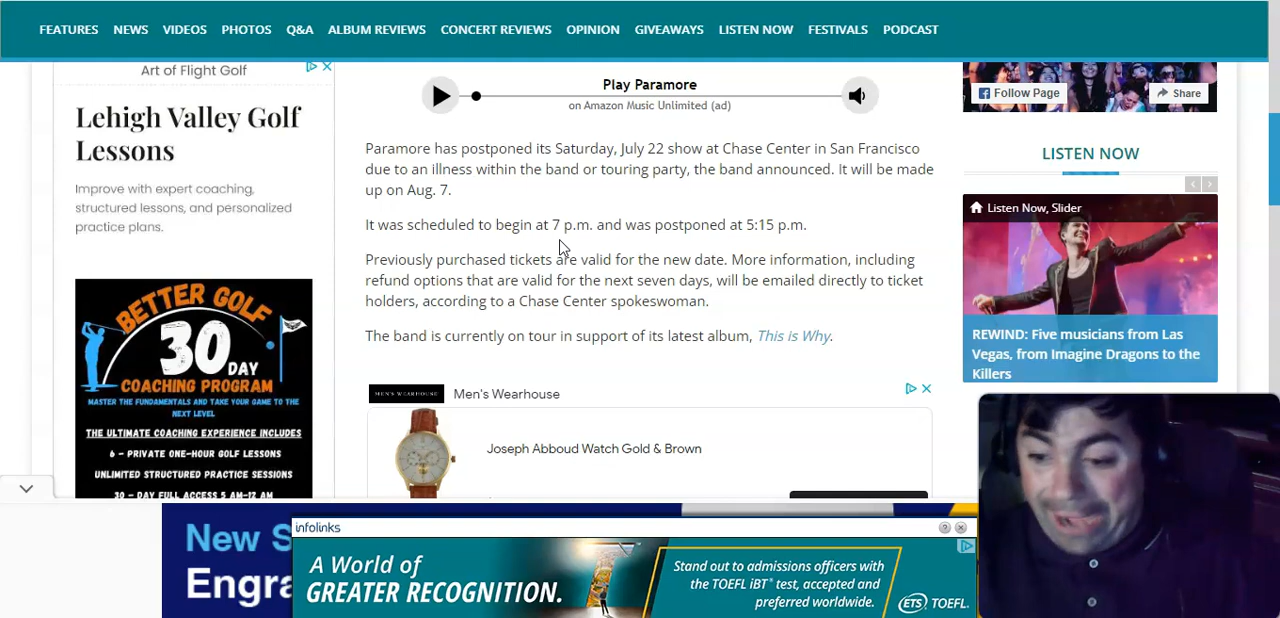 FEATURES NEWS VIDEOS PHOTOS Q&A ALBUM REVIEWS CONCERT REVIEWS OPINION GIVEAWAYS LISTEN NOW FESTIVALS PODCAST
Art of Flight Golf
Lehigh Valley Golf
Lessons
Improve with expert coaching,
structured lessons, and personalized
practice plans.
BETTER GOLF
30
DAY
COACHING PROGRAM
MASTER THE FUNDAMENTALS AND TAKE YOUR GAME TO THE
NEXT LEVEL
THE ULTIMATE COACHING EXPERIENCE INCLUDES
6 - PRIVATE ONE-HOUR GOLF LESSONS
UNLIMITED STRUCTURED PRACTICE SESSIONS
30 - DAY FULL ACCESS 5 AM-12 AM
Play Paramore
on Amazon Music Unlimited (ad)
Paramore has postponed its Saturday, July 22 show at Chase Center in San Francisco
due to an illness within the band or touring party, the band announced. It will be made
up on Aug. 7.
It was scheduled to begin at 7 p.m. and was postponed at 5:15 p.m.
Previously purchased tickets are valid for the new date. More information, including
refund options that are valid for the next seven days, will be emailed directly to ticket
holders, according to a Chase Center spokeswoman.
The band is currently on tour in support of its latest album, This is Why.
MEN'S WEARHOUSE Men's Wearhouse
Joseph Abboud Watch Gold & Brown
Follow Page Share
LISTEN NOW
Listen Now, Slider
REWIND: Five musicians from Las
Vegas, from Imagine Dragons to the
Killers
New S
Engra
infolinks
A World of
GREATER RECOGNITION.
Stand out to admissions officers with
the TOEFL iBT® test, accepted and
preferred worldwide.
ETS TOEFL.